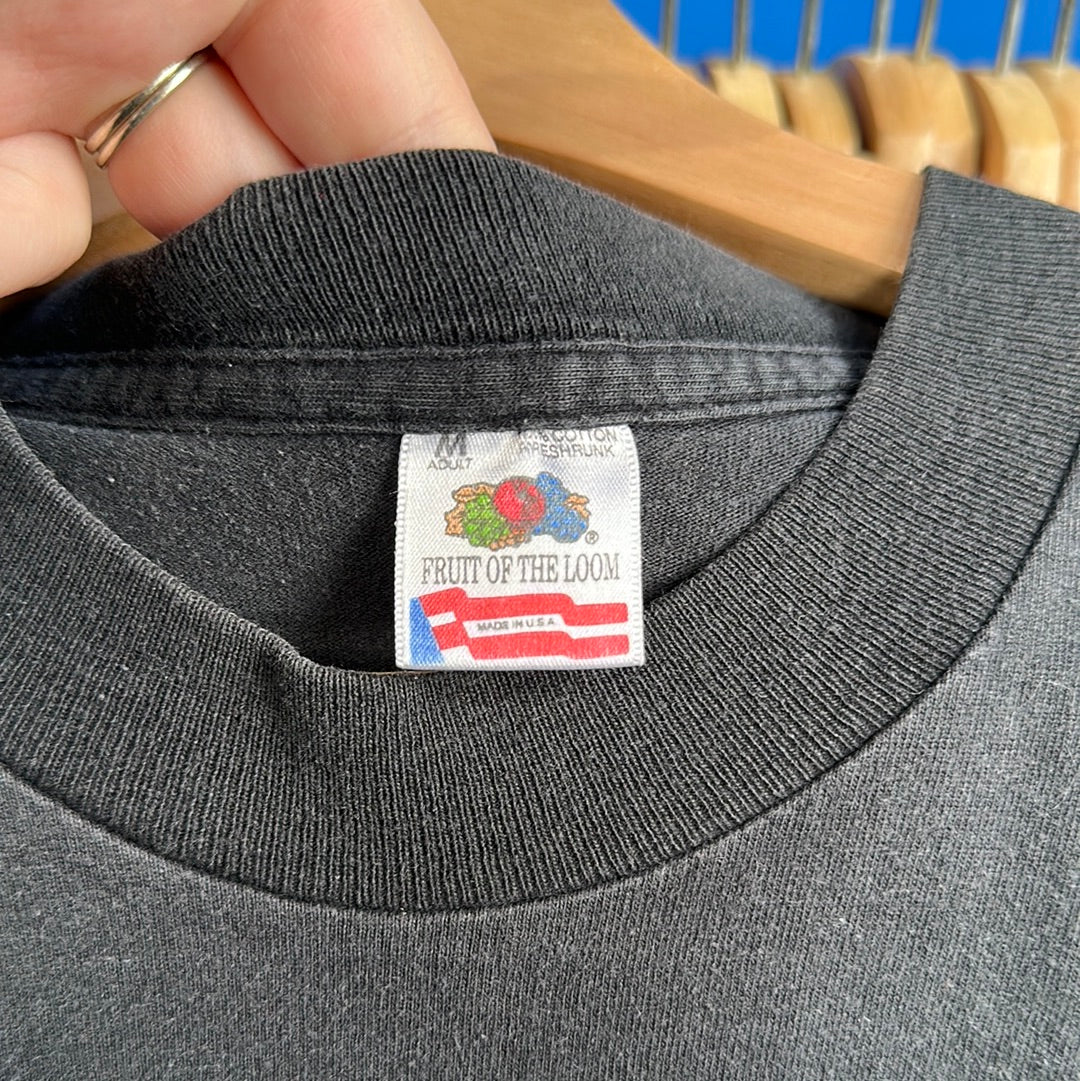 M COTTON
ADULT PRESHRUNK
®
FRUIT OF THE LOOM
MADE IN U.S.A.